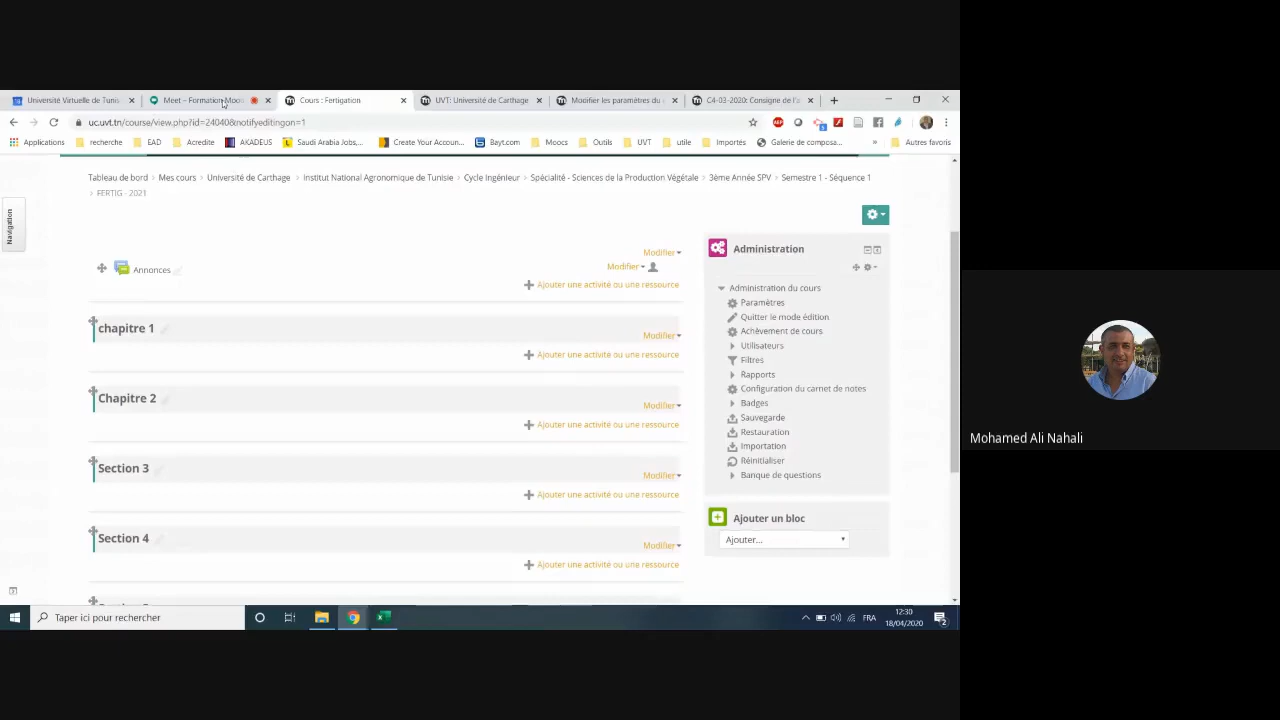 Université Virtuelle de Tunis
Meet – Formation Moo
Cours : Fertigation
UVT: Université de Carthage
Modifier les paramètres du c
C4-03-2020: Consigne de l'a
uc.uvt.tn/course/view.php?id=24040&notifyeditingon=1
Applications
recherche
EAD
Acredite
AKADEUS
Saudi Arabia Jobs,...
Create Your Accoun...
Bayt.com
Moocs
Outils
UVT
utile
Importés
Galerie de composa...
»
Autres favoris
Tableau de bord > Mes cours > Université de Carthage > Institut National Agronomique de Tunisie > Cycle Ingénieur > Spécialité - Sciences de la Production Végétale > 3ème Année SPV > Semestre 1 - Séquence 1
> FERTIG - 2021
Navigation
Modifier
Annonces
Modifier
Ajouter une activité ou une ressource
chapitre 1
Modifier
Ajouter une activité ou une ressource
Chapitre 2
Modifier
Ajouter une activité ou une ressource
Section 3
Modifier
Ajouter une activité ou une ressource
Section 4
Modifier
Ajouter une activité ou une ressource
Administration
Administration du cours
Paramètres
Quitter le mode édition
Achèvement de cours
Utilisateurs
Filtres
Rapports
Configuration du carnet de notes
Badges
Sauvegarde
Restauration
Importation
Réinitialiser
Banque de questions
Ajouter un bloc
Ajouter...
Mohamed Ali Nahali
Taper ici pour rechercher
FRA
12:30
18/04/2020
2